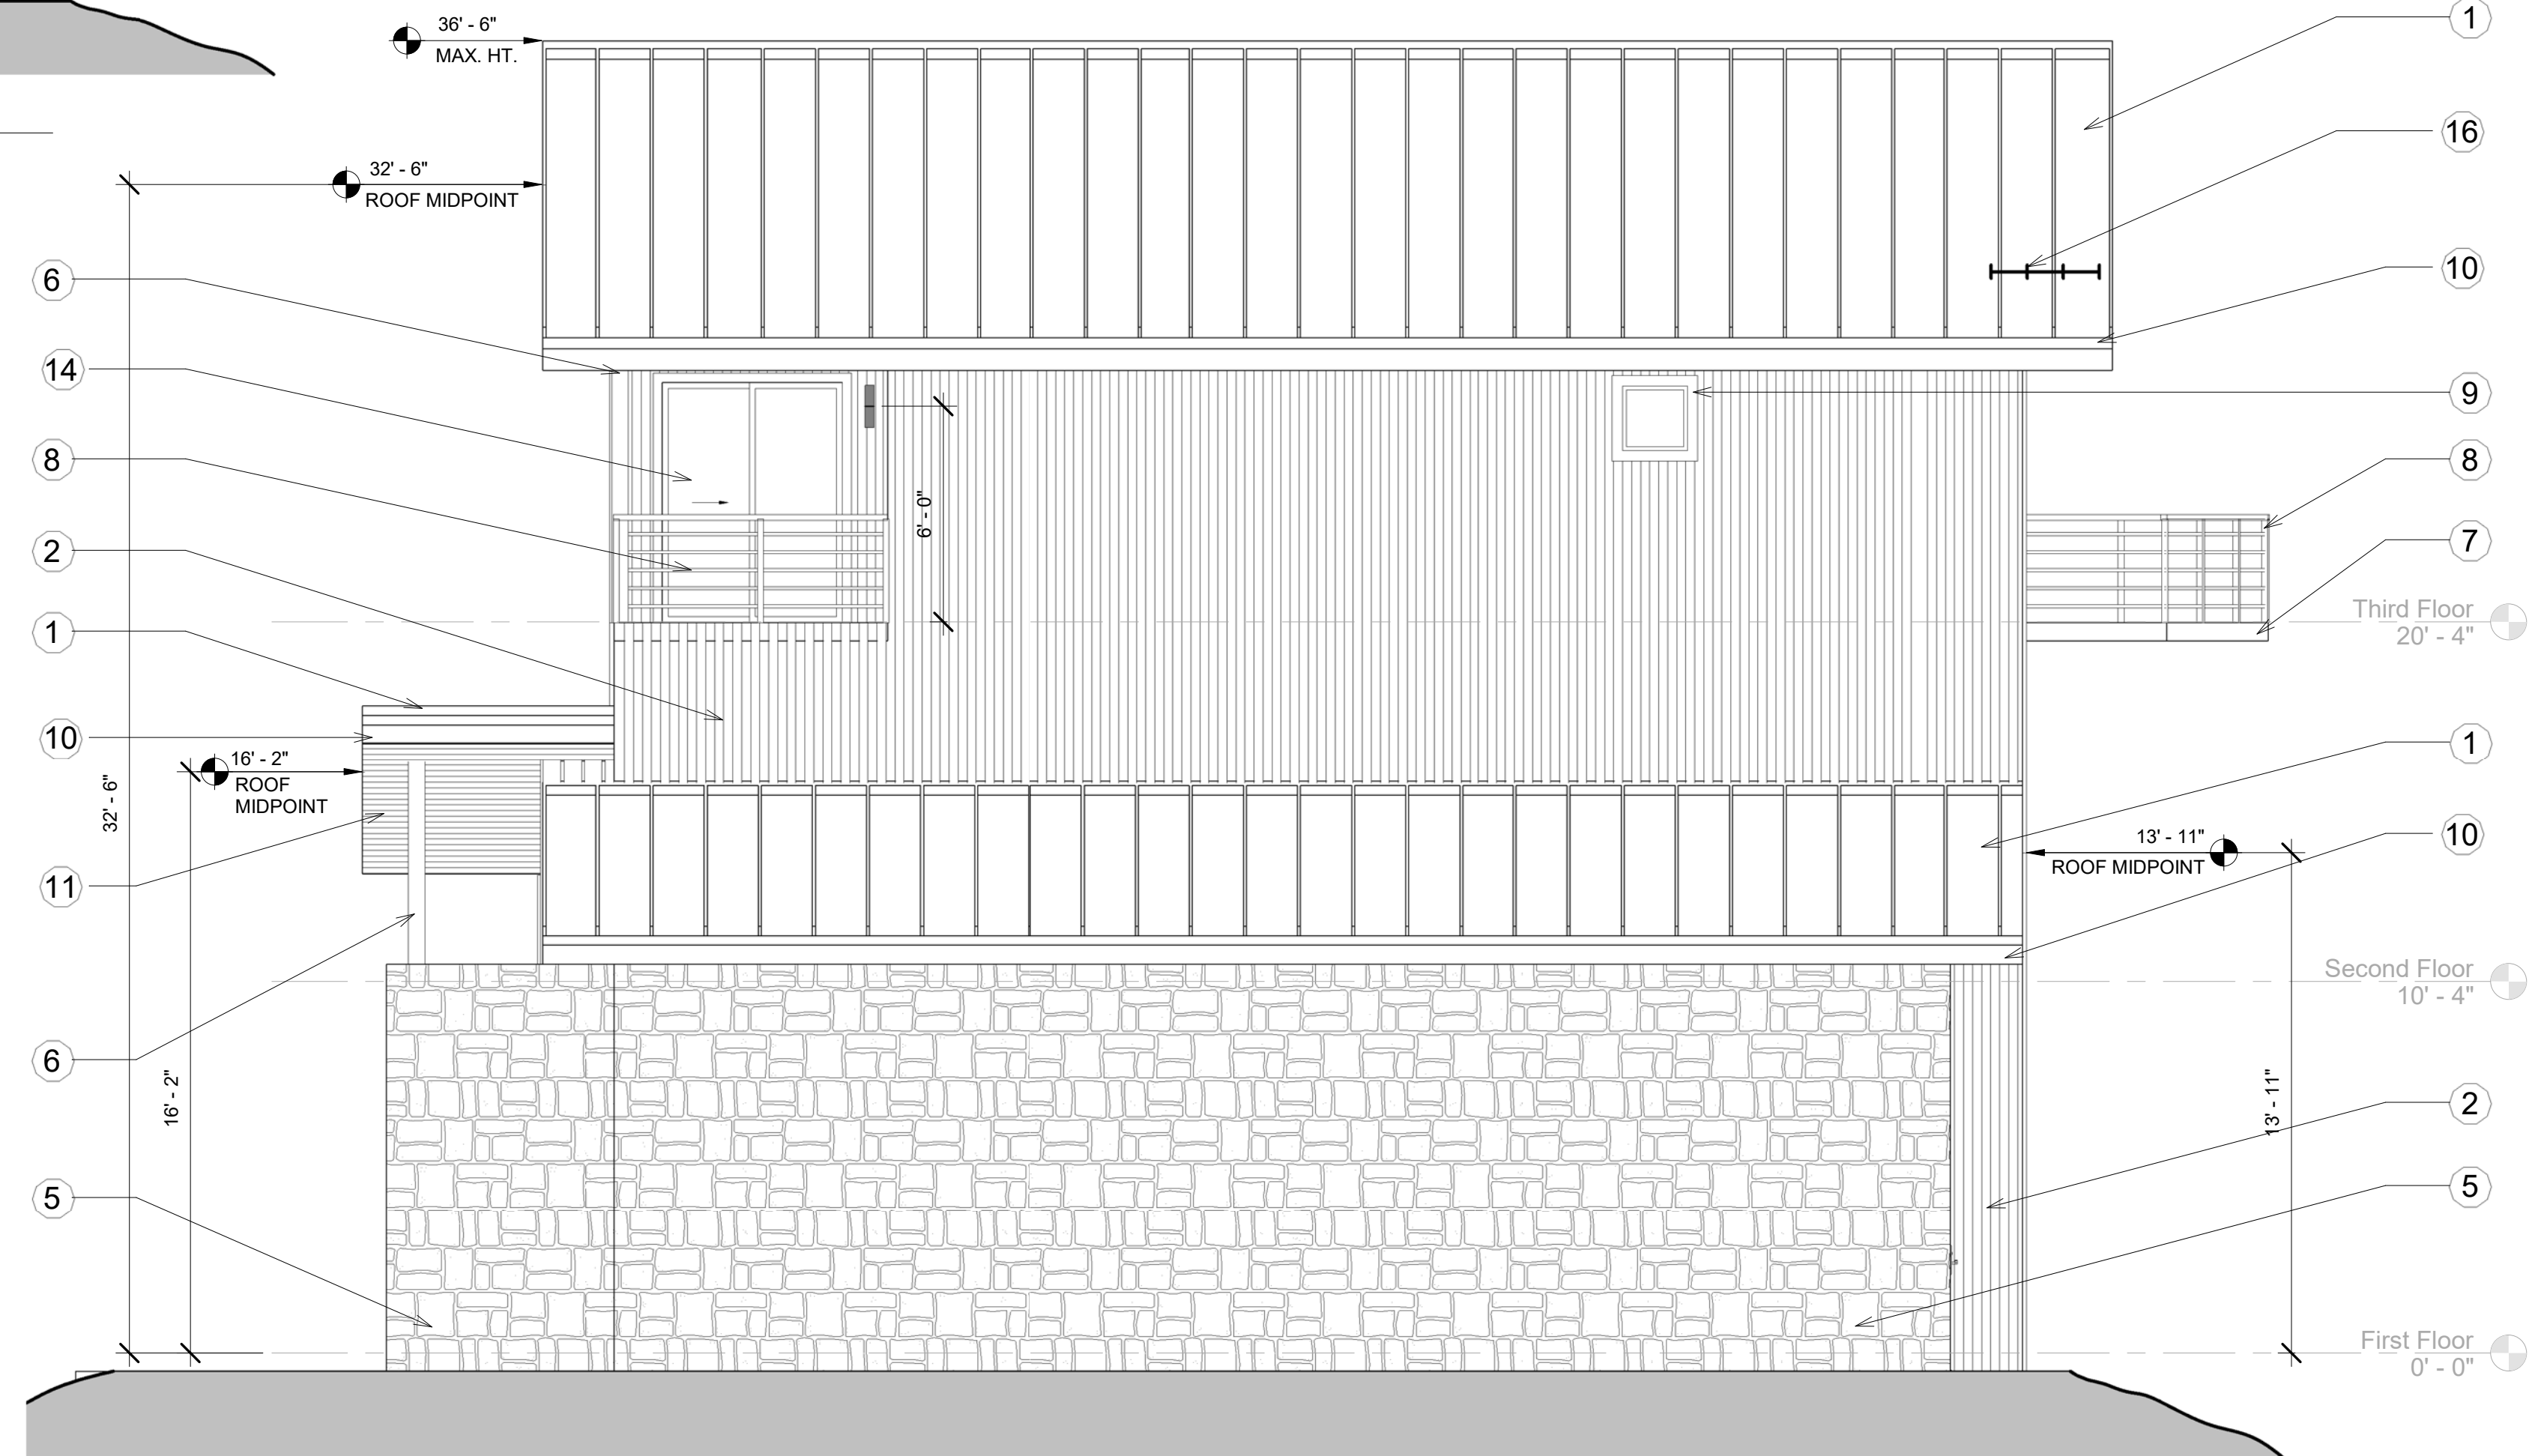 36' - 6"
MAX. HT.
1
16
32' - 6"
ROOF MIDPOINT
6
10
14
9
8
8
6' - 0"
2
7
1
Third Floor
20' - 4"
10
1
16' - 2"
ROOF
MIDPOINT
32' - 6"
13' - 11"
ROOF MIDPOINT
10
11
Second Floor
10' - 4"
6
16' - 2"
13' - 11"
2
5
5
First Floor
0' - 0"